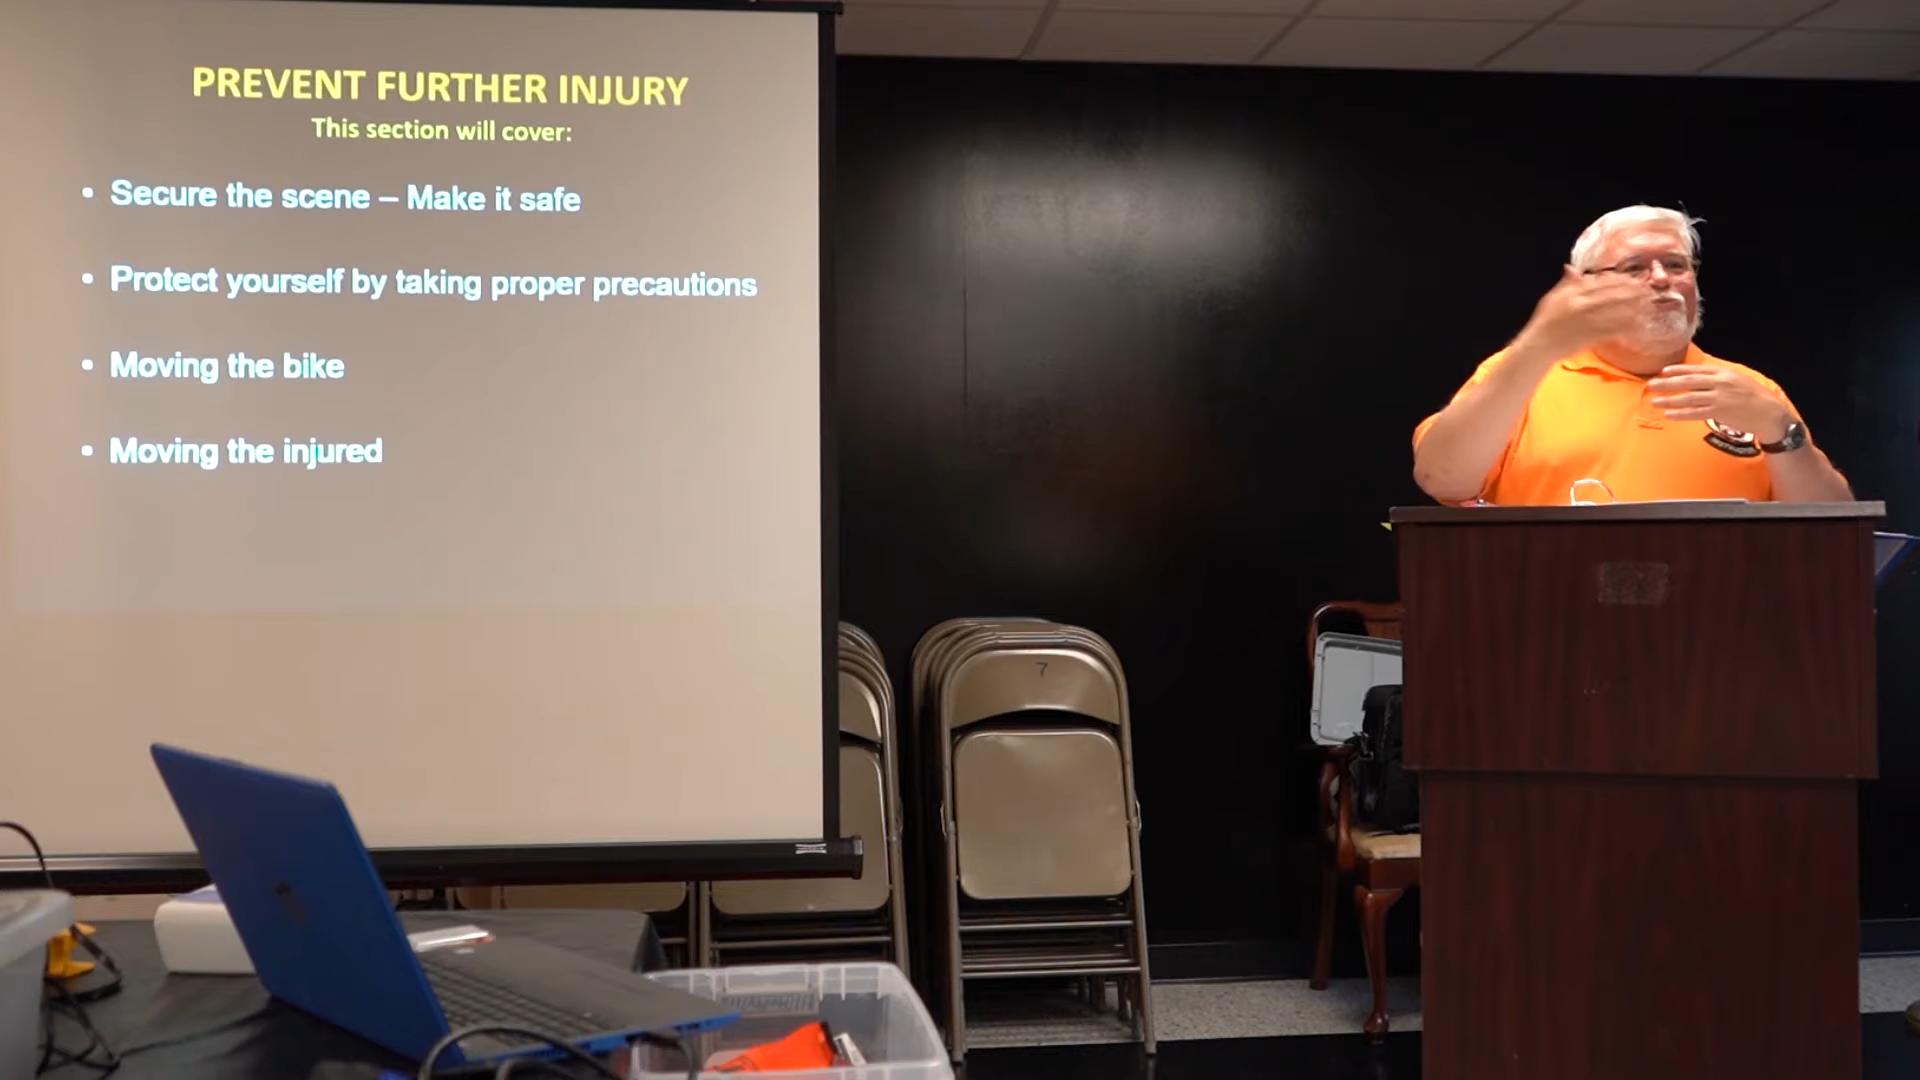 PREVENT FURTHER INJURY
This section will cover:
• Secure the scene – Make it safe
• Protect yourself by taking proper precautions
• Moving the bike
• Moving the injured
7